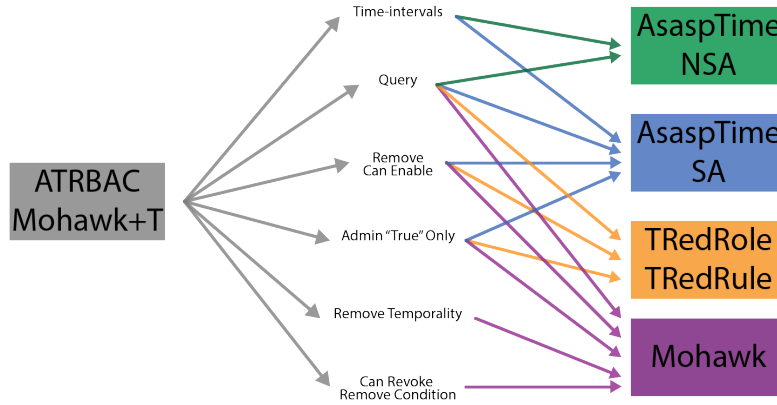 ATRBAC
Mohawk+T
Time-intervals
Query
Remove
Can Enable
Admin “True” Only
Remove Temporality
Can Revoke
Remove Condition
AsaspTime
NSA
AsaspTime
SA
TRedRole
TRedRule
Mohawk